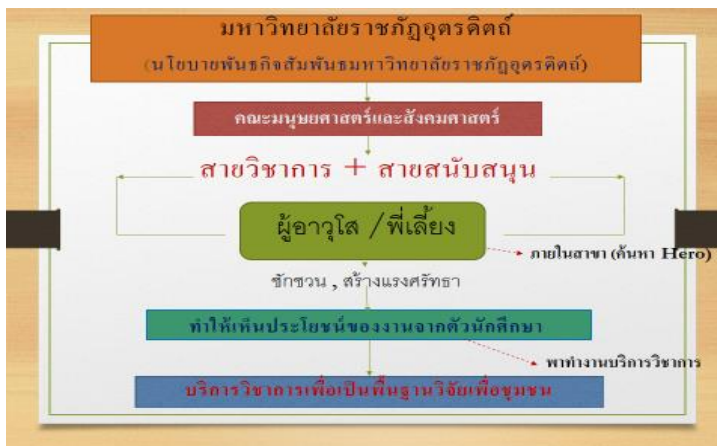 มหาวิทยาลัยราชภัฏอุตรดิตถ์
(นโยบายพันธกิจสัมพันธมหาวิทยาลัยราชภัฏอุตรดิตถ์)
คณะมนุษยศาสตร์และสังคมศาสตร์
สายวิชาการ + สายสนับสนุน
ผู้อาวุโส /พี่เลี้ยง
ภายในสาขา (ค้นหา Hero)
ชักชวน , สร้างแรงศรัทธา
ทำให้เห็นประโยชน์ของงานจากตัวนักศึกษา
พาทำงานบริการวิชาการ
บริการวิชาการเพื่อเป็นพื้นฐานวิจัยเพื่อชุมชน